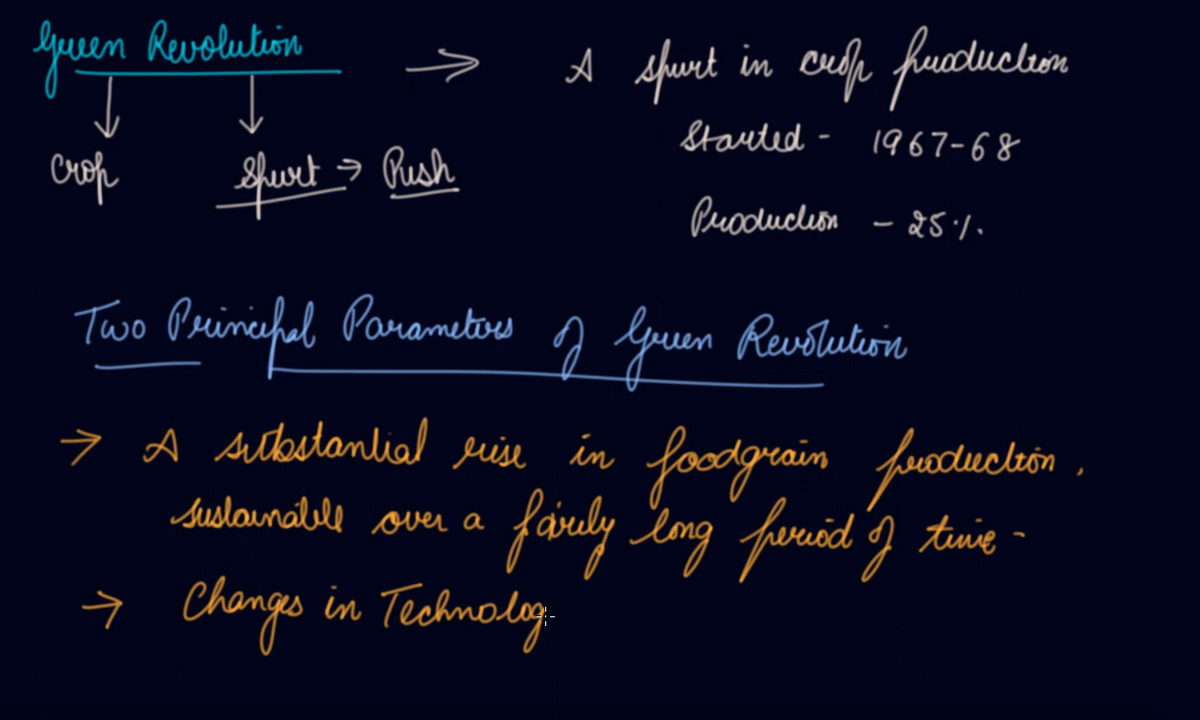 Green Revolution → A spurt in crop production
Started - 1967-68
Crop Spurt → Push
Production - 25%.
Two Principal Parameters of Green Revolution
→ A substantial rise in foodgrain production,
sustainable over a fairly long period of time -
→ Changes in Technolog